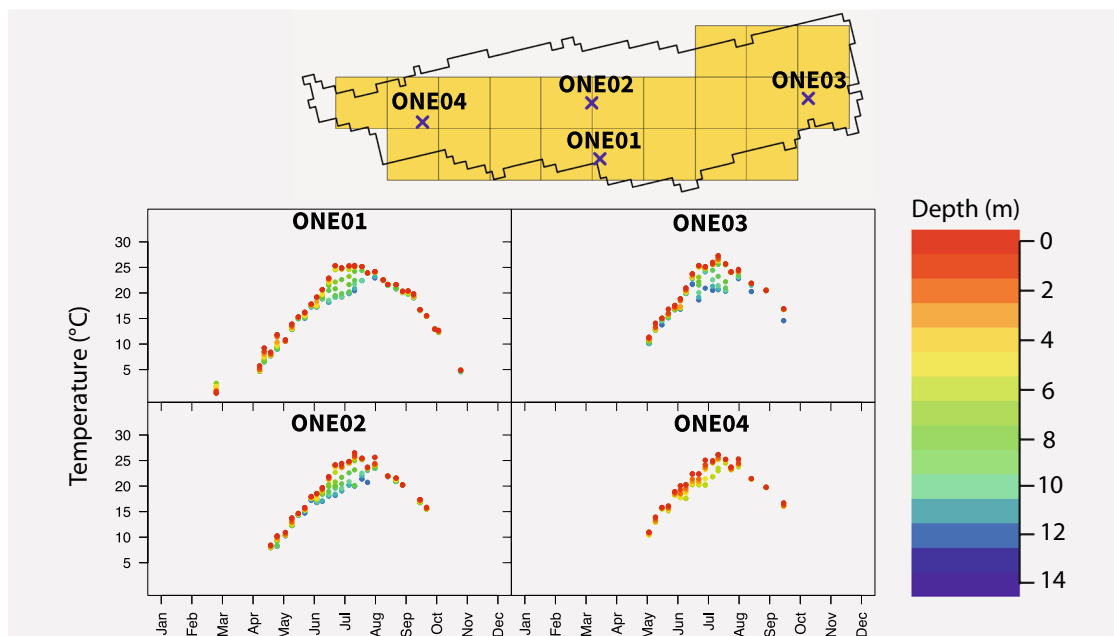 ONE03
ONE02
ONE04
ONE01
ONE01
ONE03
Depth (m)
0
2
4
6
8
10
12
14
Temperature (°C)
30
25
20
15
10
5
ONE02
ONE04
30
25
20
15
10
5
Jan Feb Mar Apr May Jun Jul Aug Sep Oct Nov Dec
Jan Feb Mar Apr May Jun Jul Aug Sep Oct Nov Dec